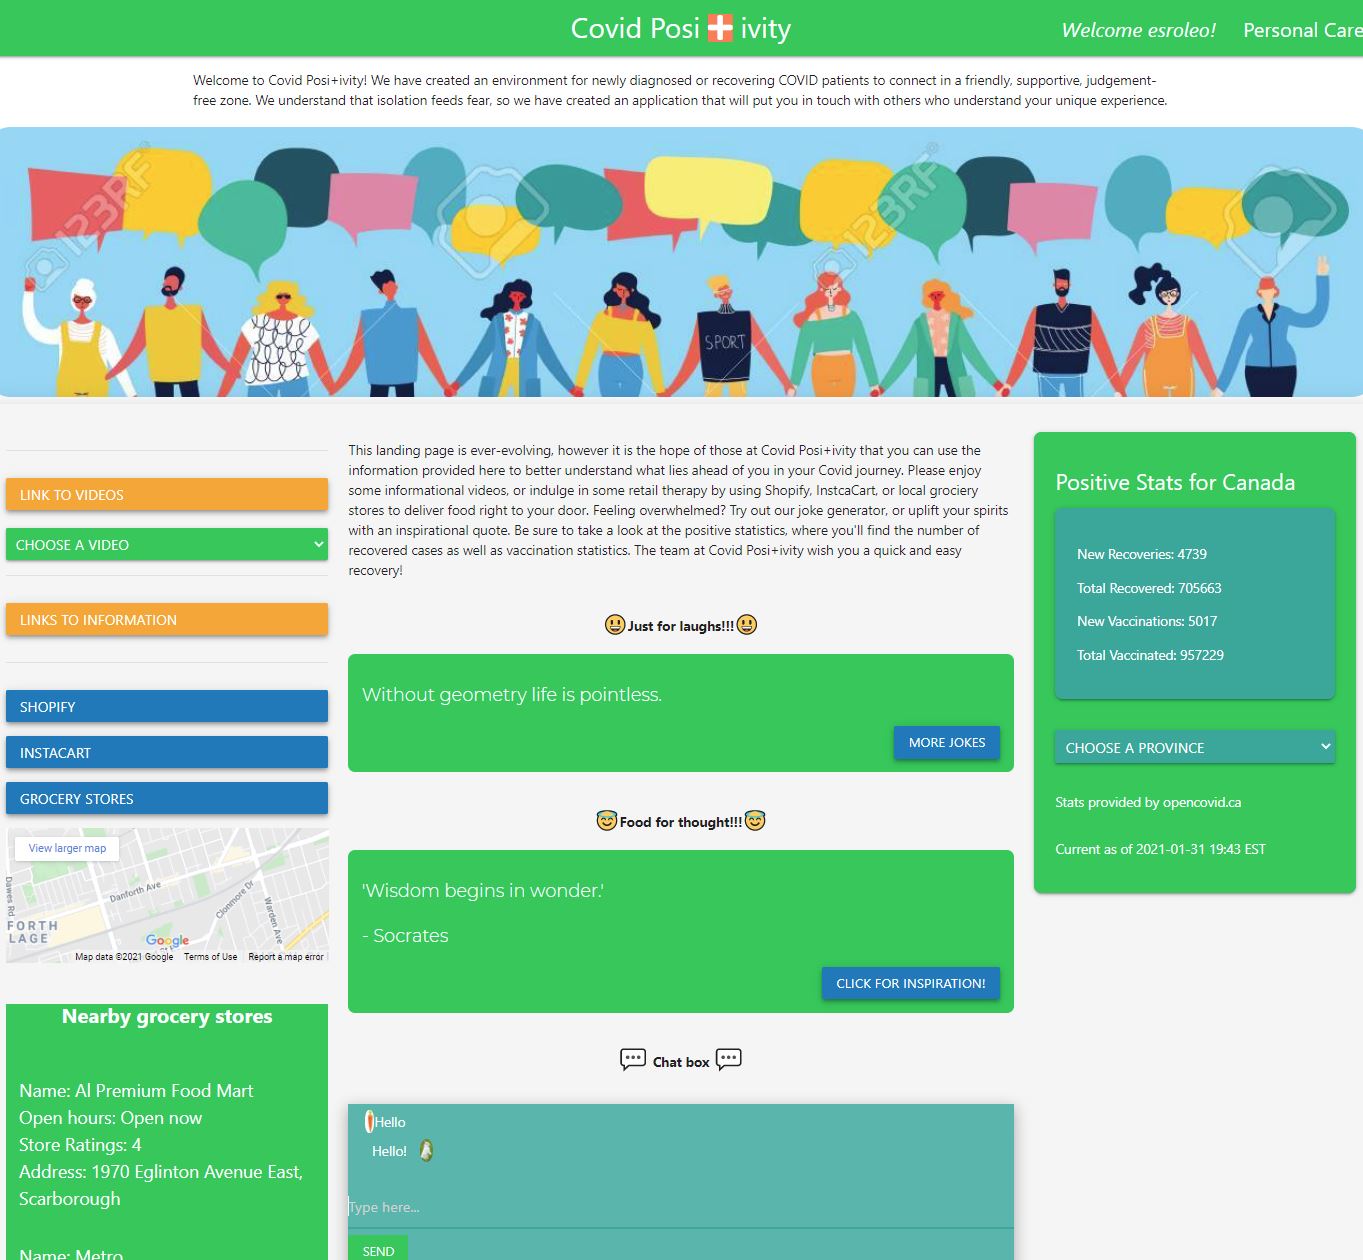 Covid Posi + ivity
Welcome esroleo!
Personal Care
Welcome to Covid Posi+ivity! We have created an environment for newly diagnosed or recovering COVID patients to connect in a friendly, supportive, judgement-
free zone. We understand that isolation feeds fear, so we have created an application that will put you in touch with others who understand your unique experience.
123RF
123RF
SPORT
LINK TO VIDEOS
CHOOSE A VIDEO
LINKS TO INFORMATION
SHOPIFY
INSTACART
GROCERY STORES
View larger map
Dawes Rd
Danforth Ave
Clonmore Dr
Warden Ave
FORTH
LAGE
Google
Map data ©2021 Google
Terms of Use
Report a map error
Nearby grocery stores
Name: Al Premium Food Mart
Open hours: Open now
Store Ratings: 4
Address: 1970 Eglinton Avenue East,
Scarborough
Name: Metro
This landing page is ever-evolving, however it is the hope of those at Covid Posi+ivity that you can use the
information provided here to better understand what lies ahead of you in your Covid journey. Please enjoy
some informational videos, or indulge in some retail therapy by using Shopify, InstcaCart, or local grociery
stores to deliver food right to your door. Feeling overwhelmed? Try out our joke generator, or uplift your spirits
with an inspirational quote. Be sure to take a look at the positive statistics, where you'll find the number of
recovered cases as well as vaccination statistics. The team at Covid Posi+ivity wish you a quick and easy
recovery!
Just for laughs!!!
Without geometry life is pointless.
MORE JOKES
Food for thought!!!
'Wisdom begins in wonder.'
- Socrates
CLICK FOR INSPIRATION!
Chat box
Hello
Hello!
Type here...
SEND
Positive Stats for Canada
New Recoveries: 4739
Total Recovered: 705663
New Vaccinations: 5017
Total Vaccinated: 957229
CHOOSE A PROVINCE
Stats provided by opencovid.ca
Current as of 2021-01-31 19:43 EST